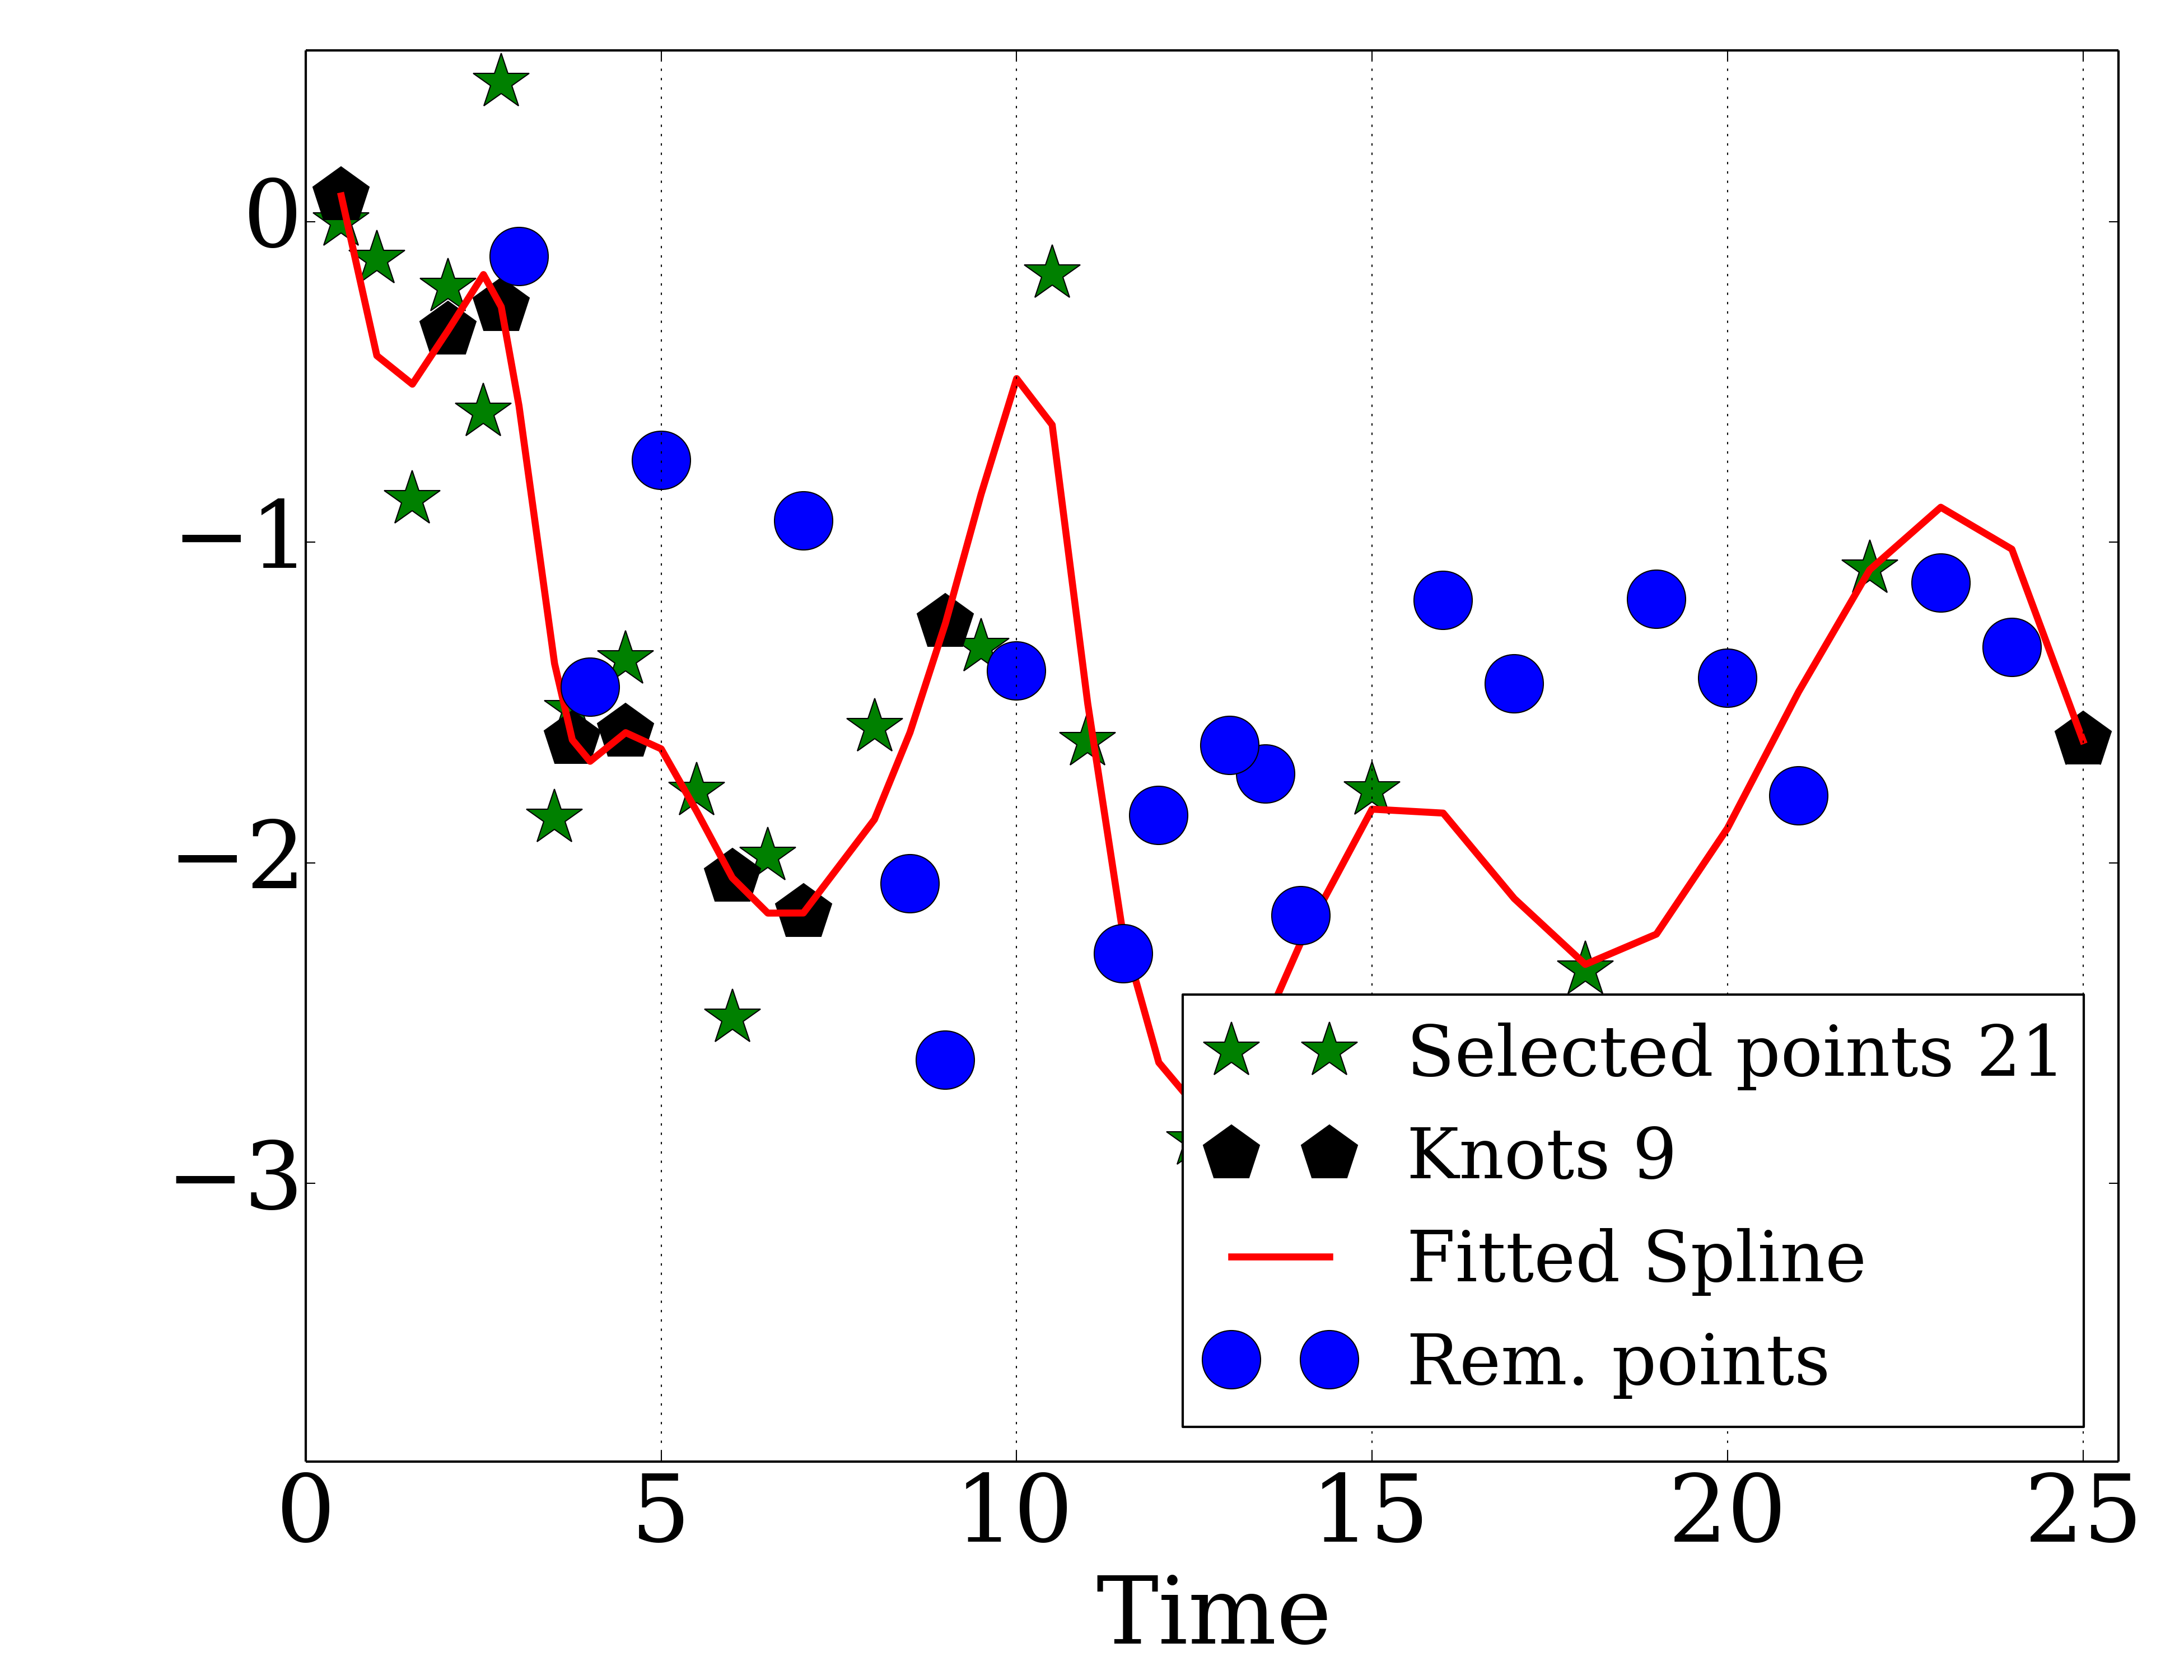 0
−1
−2
−3
Selected points 21
Knots 9
Fitted Spline
Rem. points
0 5 10 15 20 25
Time